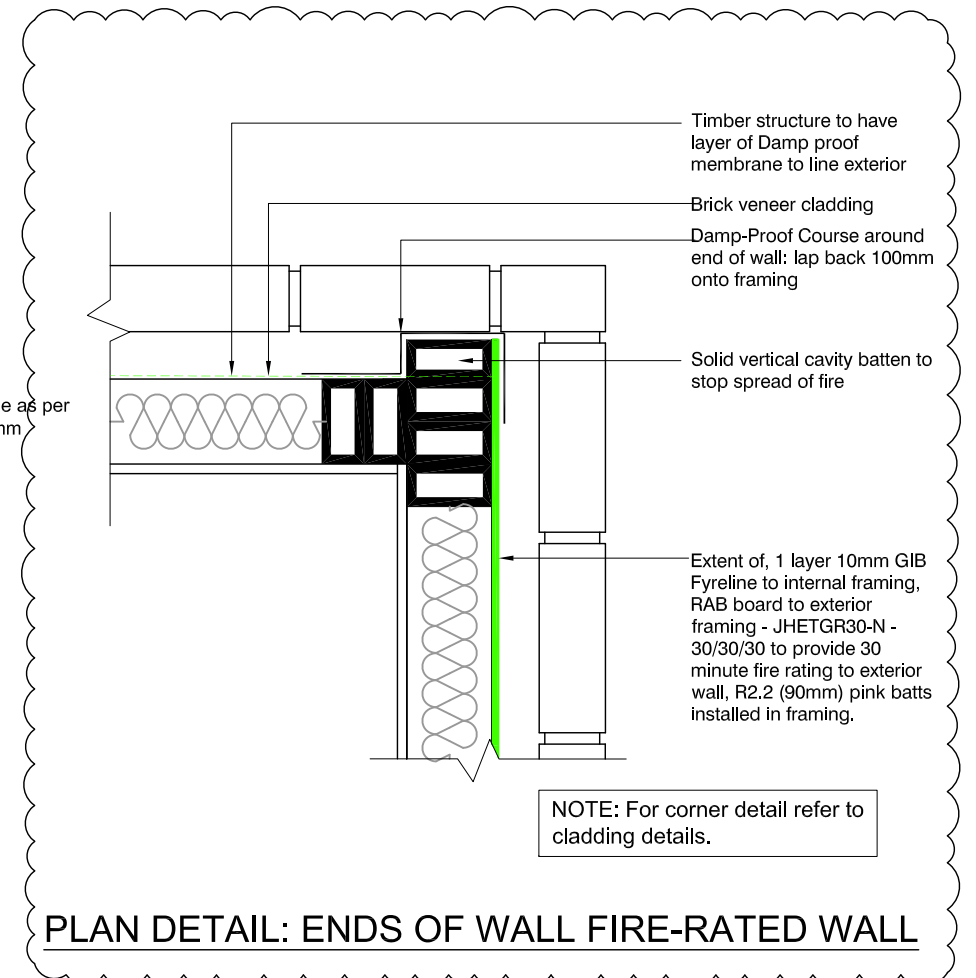 Timber structure to have
layer of Damp proof
membrane to line exterior
Brick veneer cladding
Damp-Proof Course around
end of wall: lap back 100mm
onto framing
Solid vertical cavity batten to
stop spread of fire
e as per
mm
Extent of, 1 layer 10mm GIB
Fyreline to internal framing,
RAB board to exterior
framing - JHETGR30-N -
30/30/30 to provide 30
minute fire rating to exterior
wall, R2.2 (90mm) pink batts
installed in framing.
NOTE: For corner detail refer to
cladding details.
PLAN DETAIL: ENDS OF WALL FIRE-RATED WALL